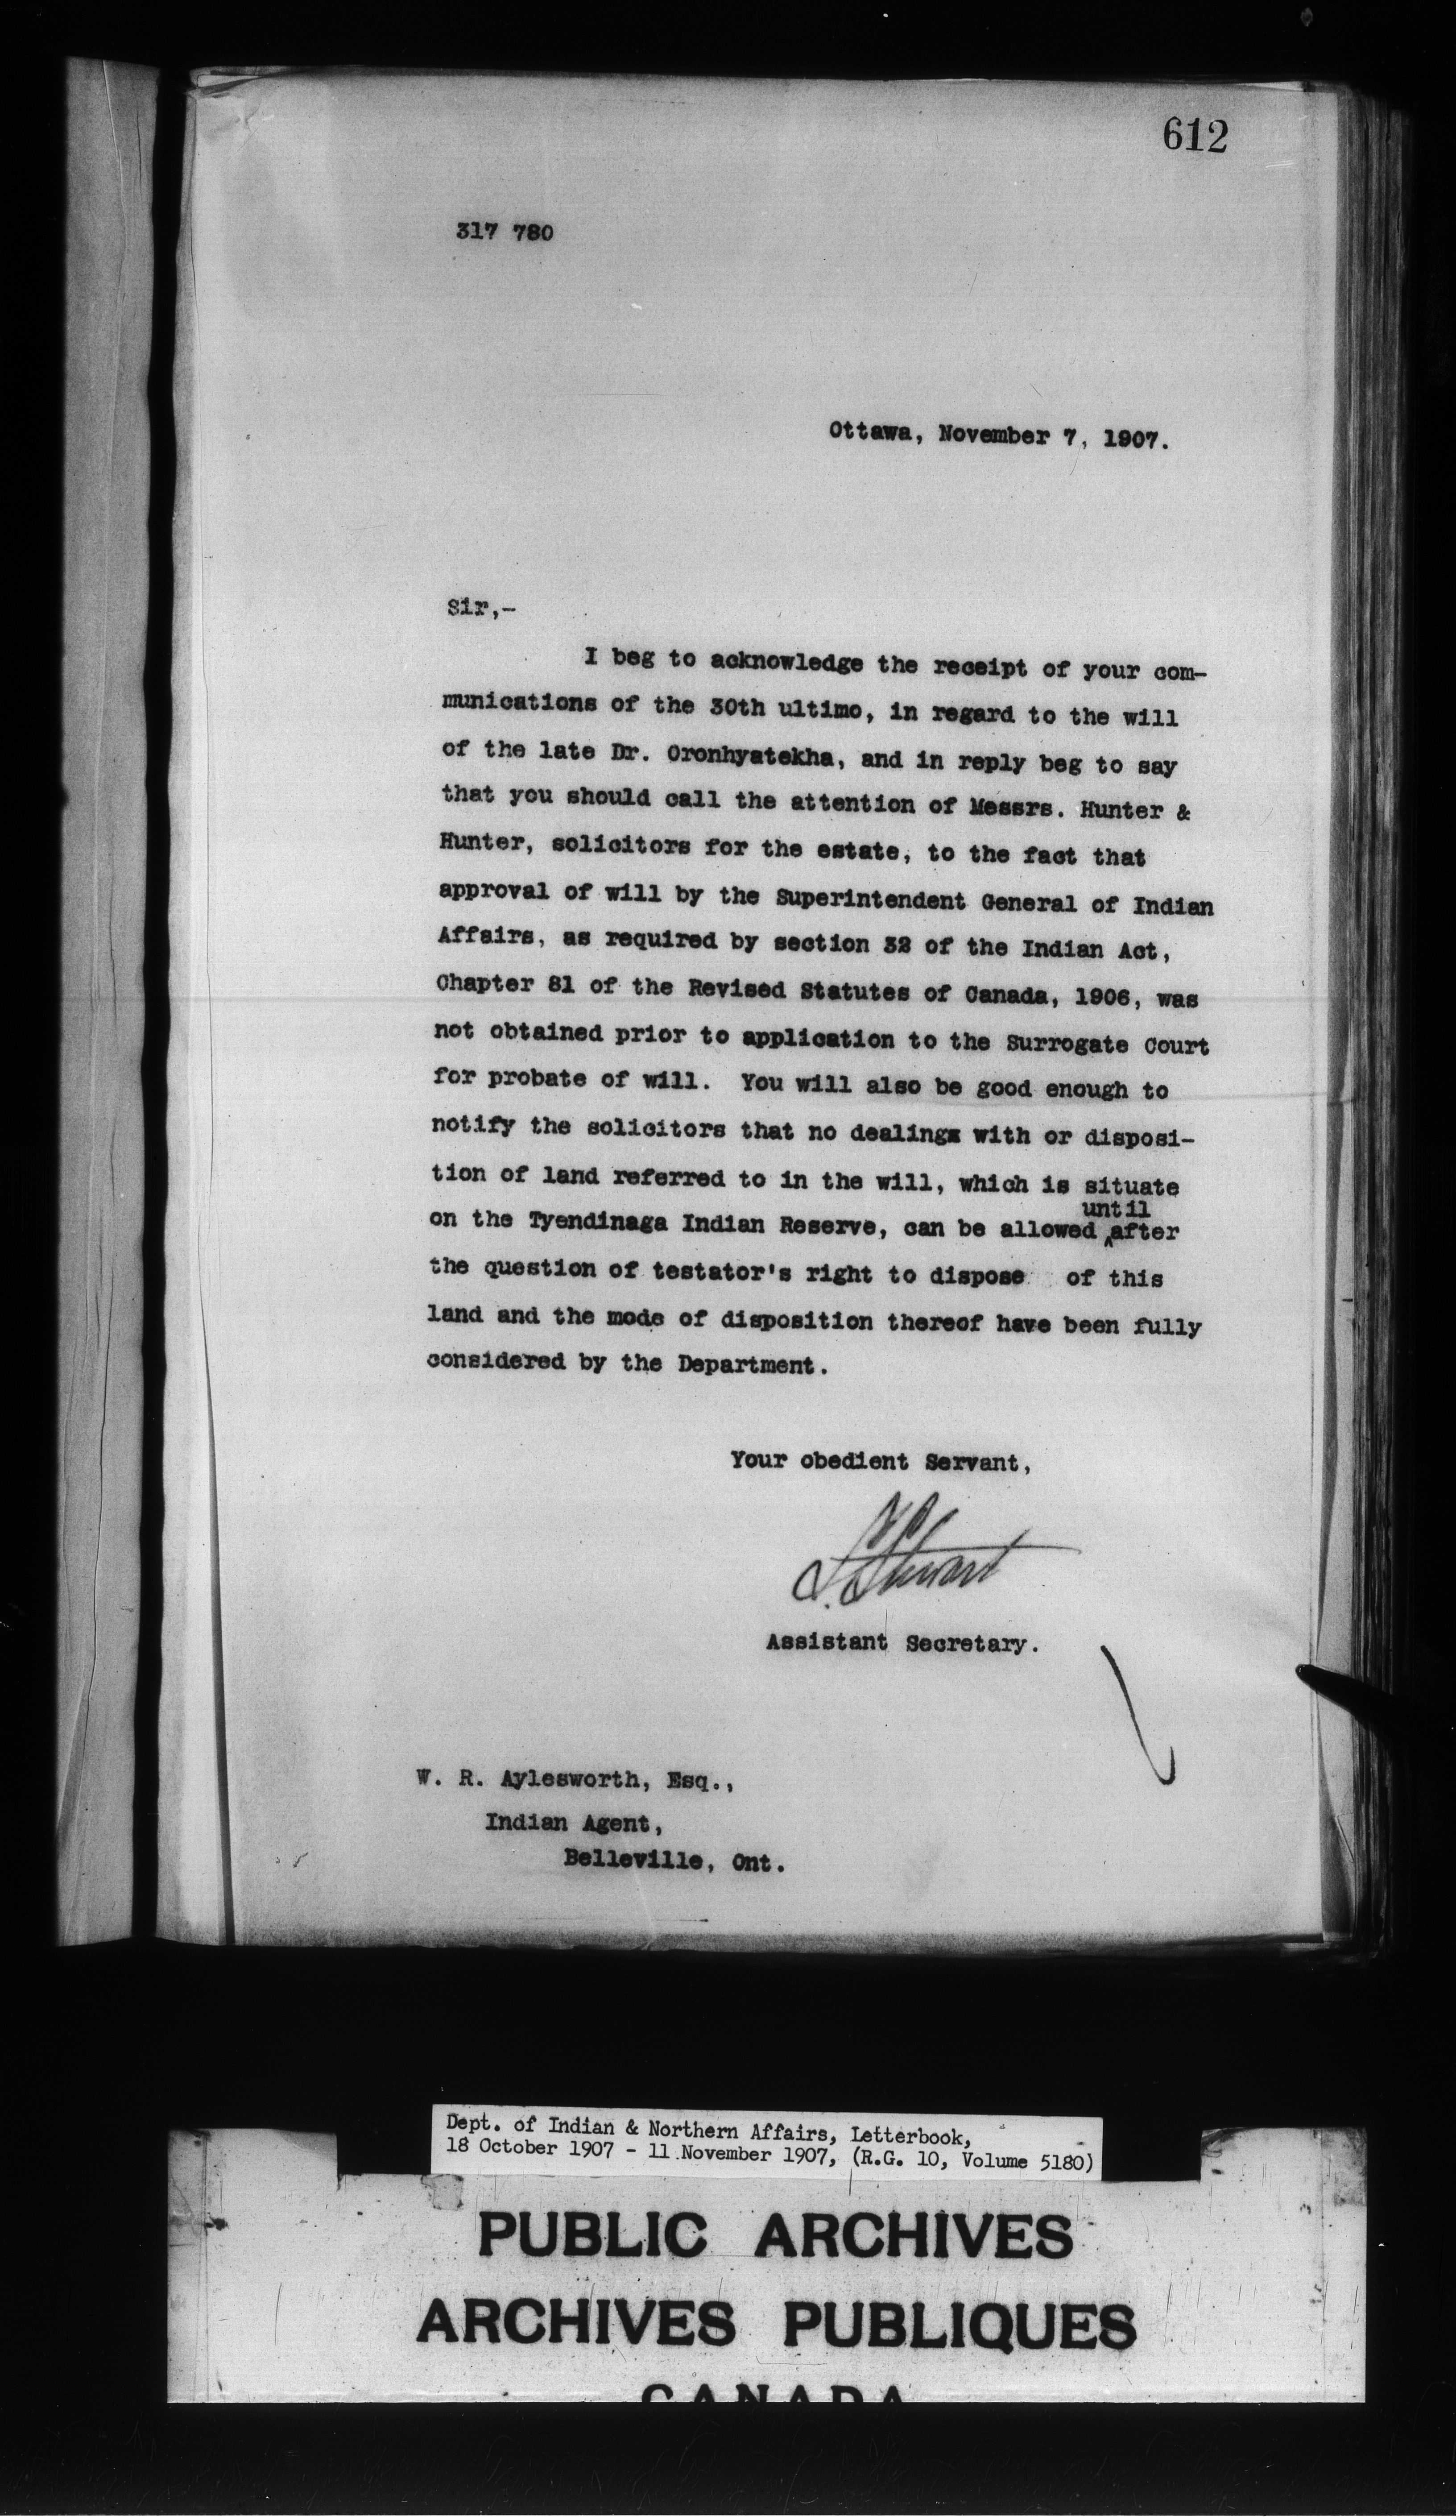 612
317 780
Ottawa, November 7, 1907.
Sir,-
I beg to acknowledge the receipt of your com-
munications of the 30th ultimo, in regard to the will
of the late Dr. Oronhyatekha, and in reply beg to say
that you should call the attention of Messrs. Hunter &
Hunter, solicitors for the estate, to the fact that
approval of will by the Superintendent General of Indian
Affairs, as required by section 32 of the Indian Act,
Chapter 81 of the Revised Statutes of Canada, 1906, was
not obtained prior to application to the Surrogate Court
for probate of will. You will also be good enough to
notify the solicitors that no dealings with or disposi-
tion of land referred to in the will, which is situate
until
on the Tyendinaga Indian Reserve, can be allowed ^after
the question of testator's right to dispose of this
land and the mode of disposition thereof have been fully
considered by the Department.
Your obedient Servant,
S. Stewart
Assistant Secretary.
W. R. Aylesworth, Esq.,
Indian Agent,
Belleville, Ont.
Dept. of Indian & Northern Affairs, Letterbook,
18 October 1907 - 11 November 1907, (R.G. 10, Volume 5180)
PUBLIC ARCHIVES
ARCHIVES PUBLIQUES
CANADA